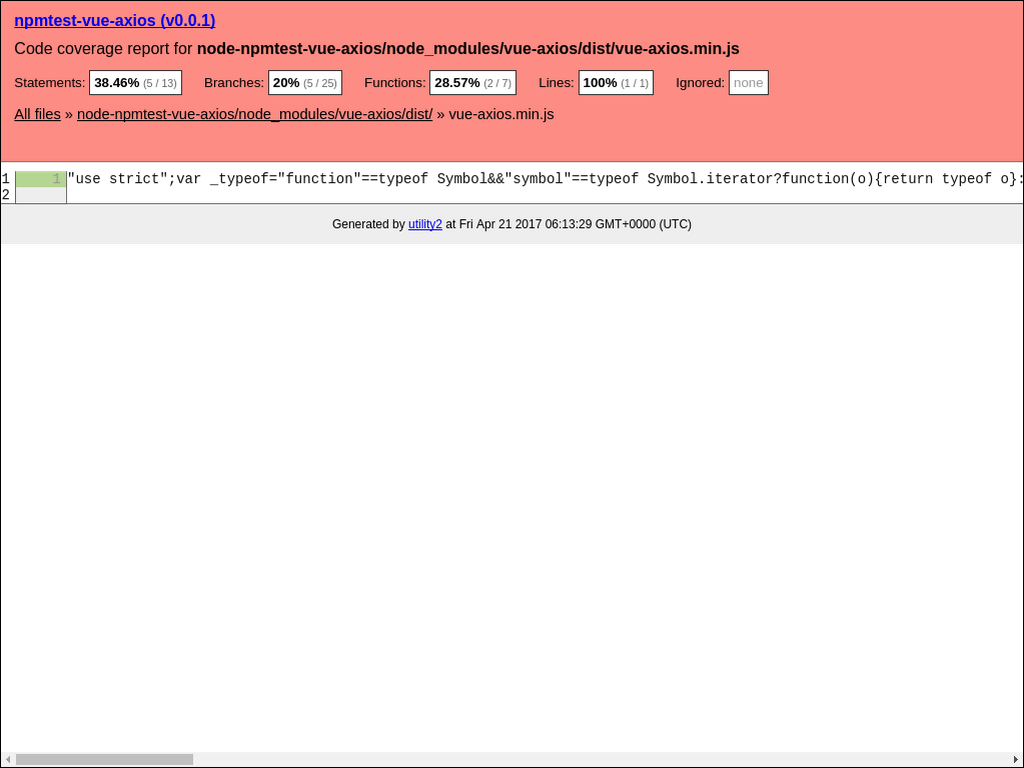 npmtest-vue-axios (v0.0.1)
Code coverage report for node-npmtest-vue-axios/node_modules/vue-axios/dist/vue-axios.min.js
Statements: 38.46% (5 / 13) Branches: 20% (5 / 25) Functions: 28.57% (2 / 7) Lines: 100% (1 / 1) Ignored: none
All files » node-npmtest-vue-axios/node_modules/vue-axios/dist/ » vue-axios.min.js
1 1 "use strict";var _typeof="function"==typeof Symbol&&"symbol"==typeof Symbol.iterator?function(o){return typeof o}:
2
Generated by utility2 at Fri Apr 21 2017 06:13:29 GMT+0000 (UTC)